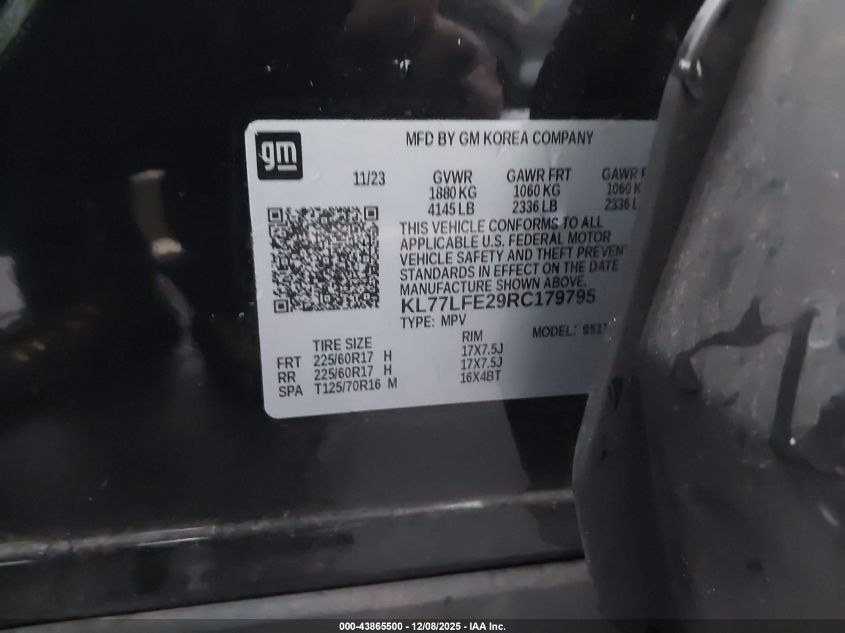 gm
MFD BY GM KOREA COMPANY
11/23 GVWR GAWR FRT GAWR
1880 KG 1060 KG 1060
4145 LB 2336 LB 2336
THIS VEHICLE CONFORMS TO ALL
APPLICABLE U.S. FEDERAL MOTOR
VEHICLE SAFETY AND THEFT
STANDARDS IN EFFECT ON THE DATE
MANUFACTURE SHOWN ABOVE.
KL77LFE29RC179795
TYPE: MPV MODEL:
TIRE SIZE RIM
FRT 225/60R17 H 17X7.5J
RR 225/60R17 H 17X7.5J
SPA T125/70R16 M 16X4BT
000-43865500 - 12/08/2025 - IAA Inc.